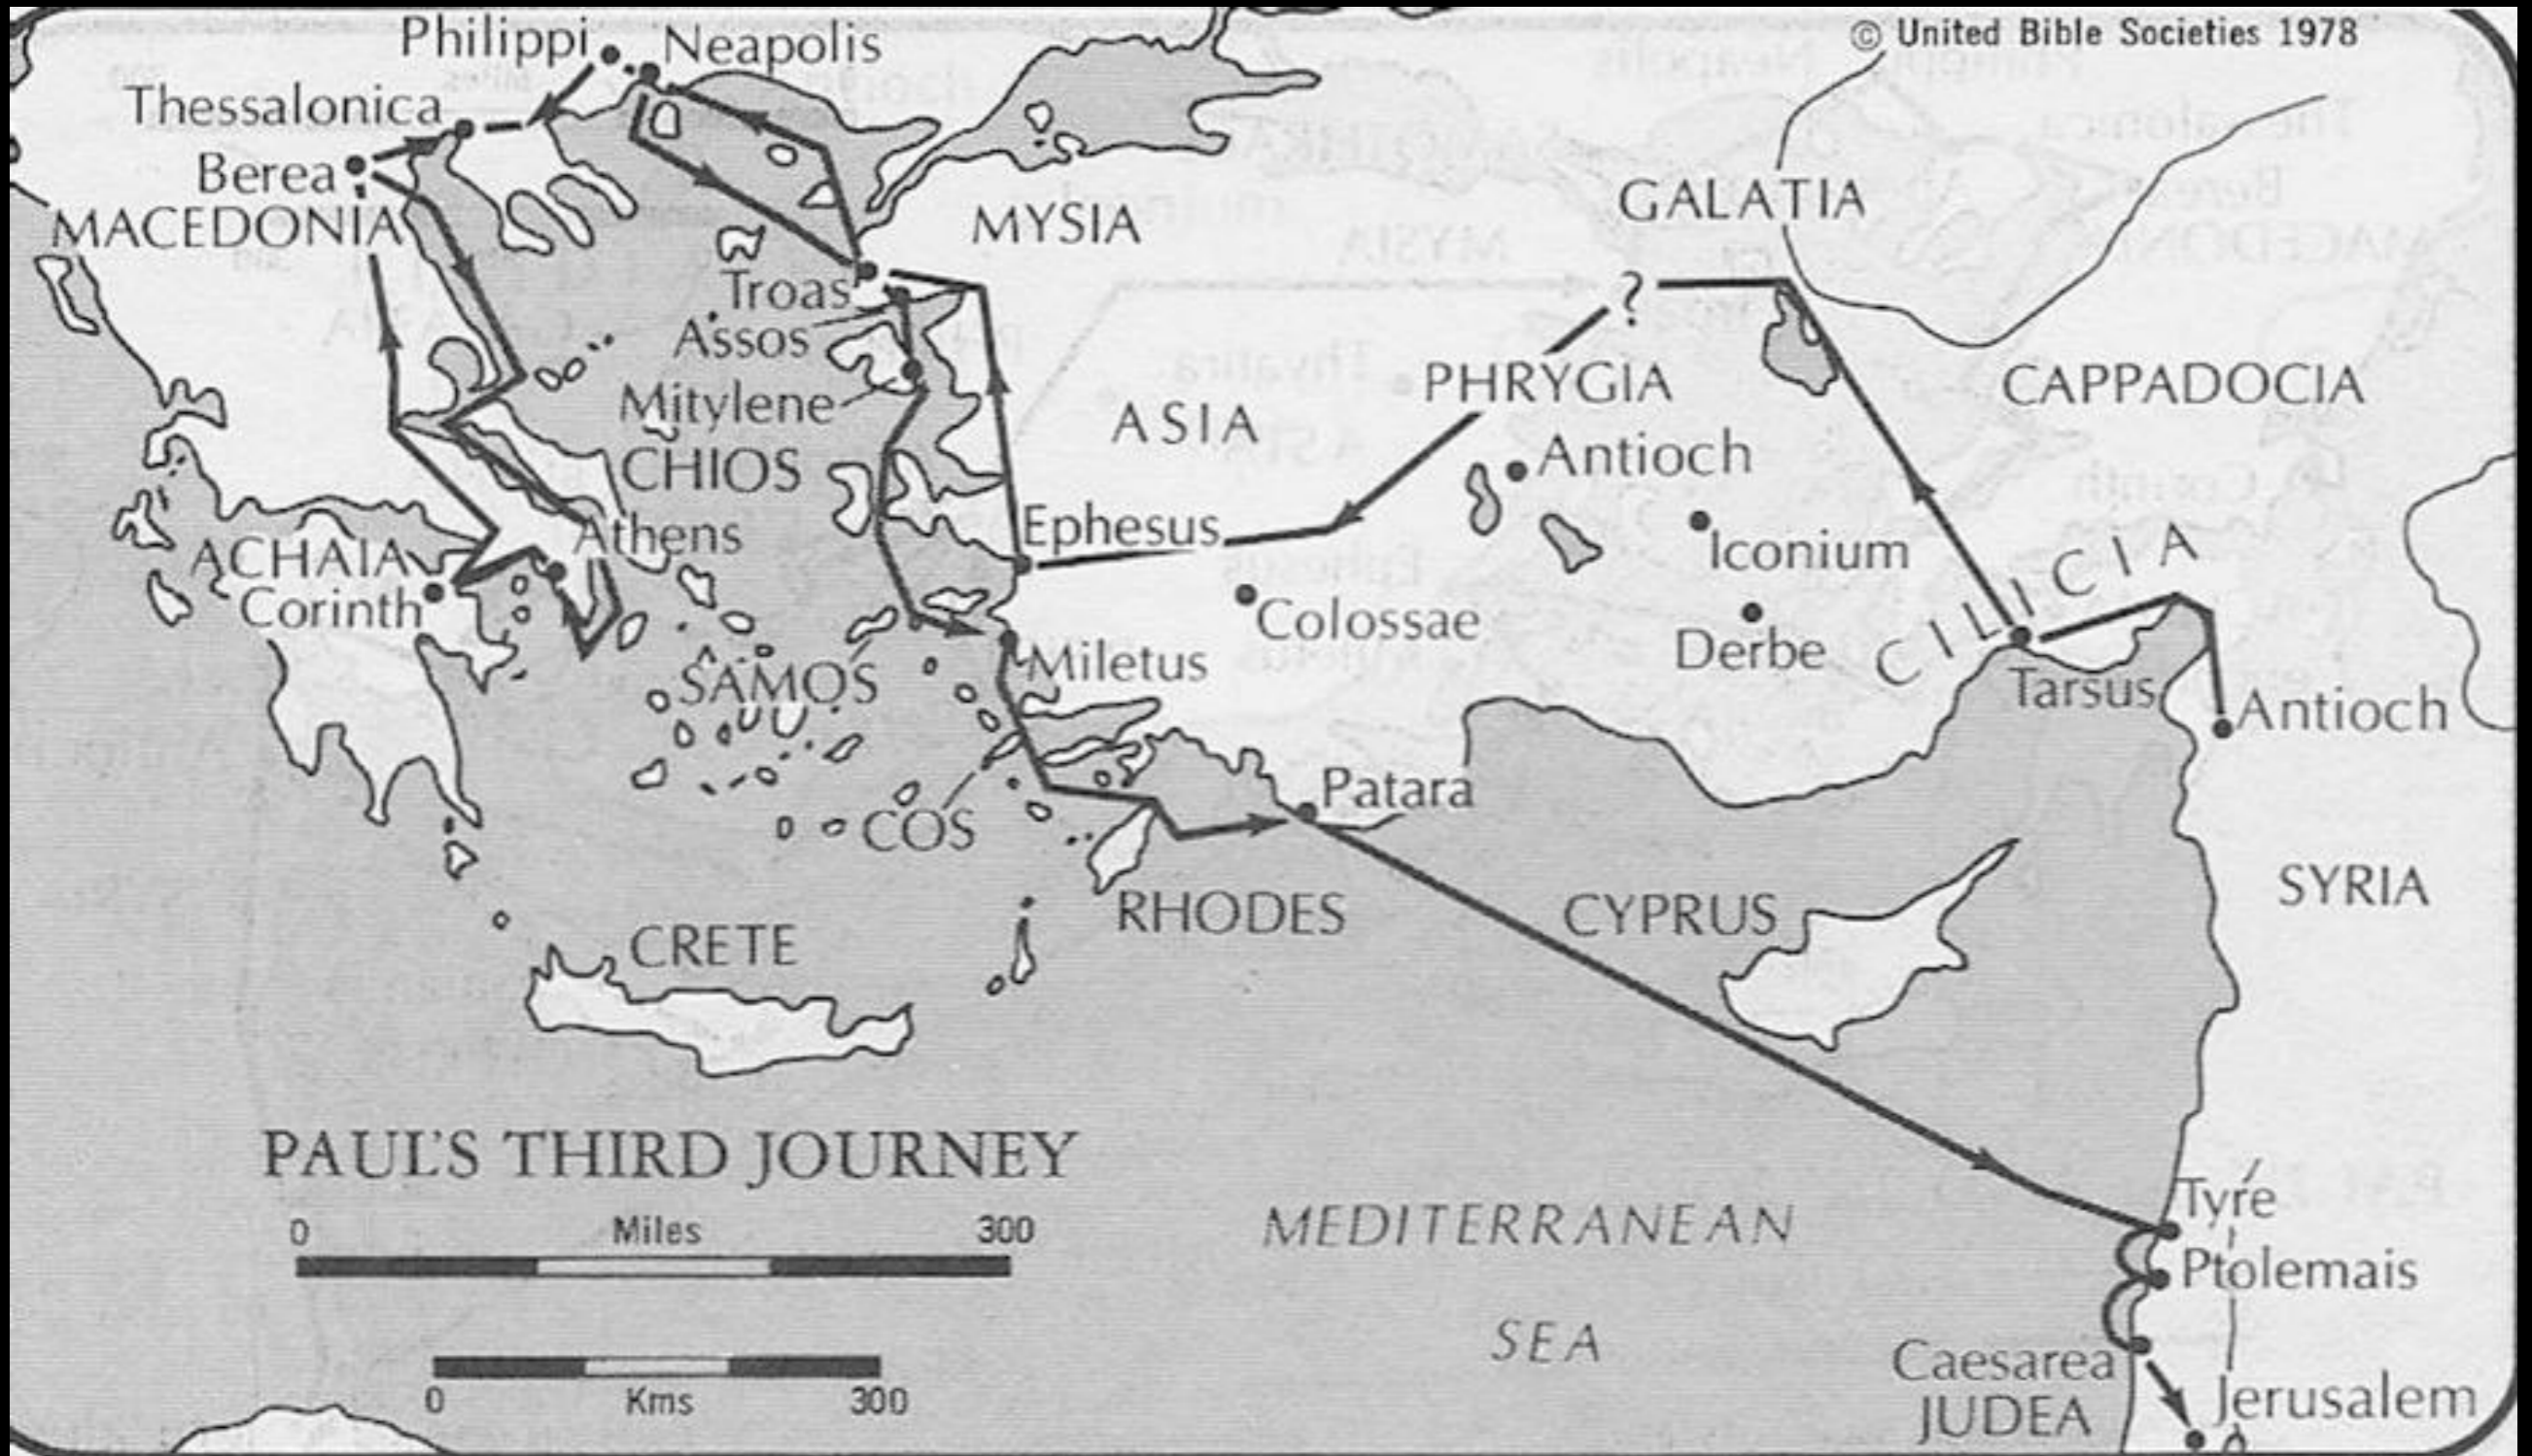 © United Bible Societies 1978
Philippi
Neapolis
Thessalonica
Berea
MACEDONIA
MYSIA
GALATIA
Troas
?
Assos
PHRYGIA
CAPPADOCIA
Mitylene
ASIA
CHIOS
Antioch
Athens
Ephesus
ACHAIA
Iconium
CILICIA
Corinth
Colossae
Derbe
Miletus
SAMOS
Tarsus
Antioch
Patara
COS
SYRIA
RHODES
CYPRUS
CRETE
PAUL'S THIRD JOURNEY
Tyre
0 Miles 300
MEDITERRANEAN
SEA
Ptolemais
Caesarea
0 Kms 300
Jerusalem
JUDEA